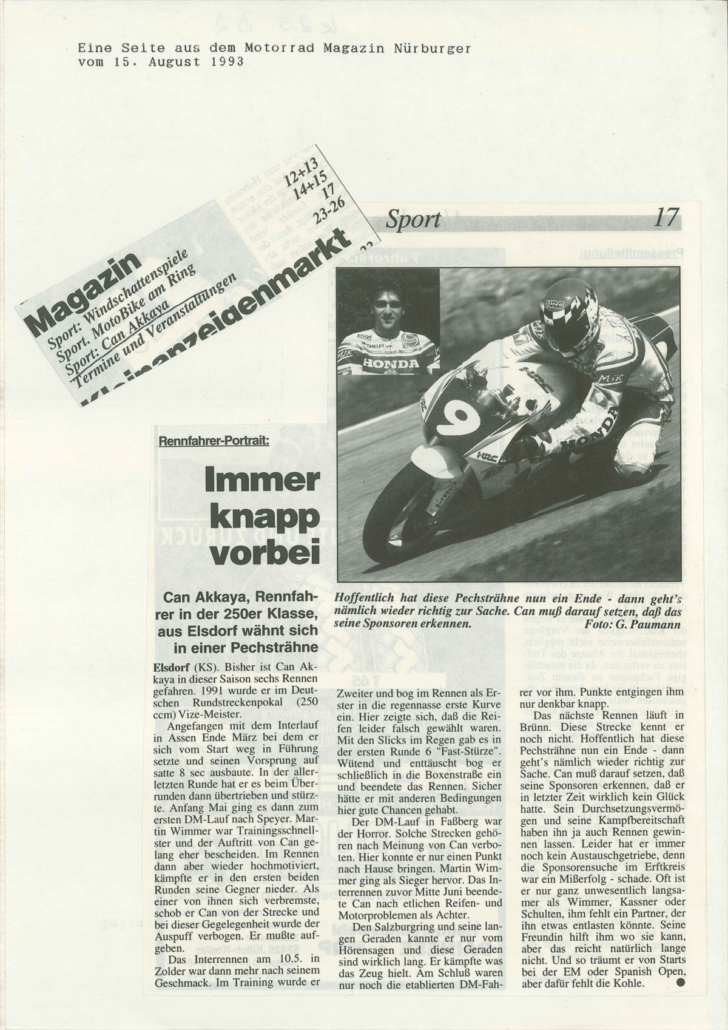 Eine Seite aus dem Motorrad Magazin Nürburger
vom 15. August 1993
Magazin
Sport: Windschattenspiele 12+13
Sport. MotoBike am Ring 14+15
Sport: Can Akkaya 17
Termine und Veranstaltungen 23-26
Kleinanzeigenmarkt
Sport 17
HONDA
HRC
9
HRC
MiK
HONDA
Rennfahrer-Portrait:
Immer
knapp
vorbei
Can Akkaya, Rennfah-
rer in der 250er Klasse,
aus Elsdorf wähnt sich
in einer Pechsträhne
Hoffentlich hat diese Pechsträhne nun ein Ende - dann geht's
nämlich wieder richtig zur Sache. Can muß darauf setzen, daß das
seine Sponsoren erkennen. Foto: G. Paumann
Elsdorf (KS). Bisher ist Can Ak-
kaya in dieser Saison sechs Rennen
gefahren. 1991 wurde er im Deut-
schen Rundstreckenpokal (250
ccm) Vize-Meister.
Angefangen mit dem Interlauf
in Assen Ende März bei dem er
sich vom Start weg in Führung
setzte und seinen Vorsprung auf
satte 8 sec ausbaute. In der aller-
letzten Runde hat er es beim Über-
runden dann übertrieben und stürz-
te. Anfang Mai ging es dann zum
ersten DM-Lauf nach Speyer. Mar-
tin Wimmer war Trainingsschnell-
ster und der Auftritt von Can ge-
lang eher bescheiden. Im Rennen
dann aber wieder hochmotiviert,
kämpfte er in den ersten beiden
Runden seine Gegner nieder. Als
einer von ihnen sich verbremste,
schob er Can von der Strecke und
bei dieser Gegelegenheit wurde der
Auspuff verbogen. Er mußte auf-
geben.
Das Interrennen am 10.5. in
Zolder war dann mehr nach seinem
Geschmack. Im Training wurde er
Zweiter und bog im Rennen als Er-
ster in die regennasse erste Kurve
ein. Hier zeigte sich, daß die Rei-
fen leider falsch gewählt waren.
Mit den Slicks im Regen gab es in
der ersten Runde 6 "Fast-Stürze".
Wütend und enttäuscht bog er
schließlich in die Boxenstraße ein
und beendete das Rennen. Sicher
hätte er mit anderen Bedingungen
hier gute Chancen gehabt.
Der DM-Lauf in Faßberg war
der Horror. Solche Strecken gehö-
ren nach Meinung von Can verbo-
ten. Hier konnte er nur einen Punkt
nach Hause bringen. Martin Wim-
mer ging als Sieger hervor. Das In-
terrennen zuvor Mitte Juni beende-
te Can nach etlichen Reifen- und
Motorproblemen als Achter.
Den Salzburgring und seine lan-
gen Geraden kannte er nur vom
Hörensagen und diese Geraden
sind wirklich lang. Er kämpfte was
das Zeug hielt. Am Schluß waren
nur noch die etablierten DM-Fah-
rer vor ihm. Punkte entgingen ihm
nur denkbar knapp.
Das nächste Rennen läuft in
Brünn. Diese Strecke kennt er
noch nicht. Hoffentlich hat diese
Pechsträhne nun ein Ende - dann
geht's nämlich wieder richtig zur
Sache. Can muß darauf setzen, daß
seine Sponsoren erkennen, daß er
in letzter Zeit wirklich kein Glück
hatte. Sein Durchsetzungsvermö-
gen und seine Kampfbereitschaft
haben ihn ja auch Rennen gewin-
nen lassen. Leider hat er immer
noch kein Austauschgetriebe, denn
die Sponsorensuche im Erftkreis
war ein Mißerfolg - schade. Oft ist
er nur ganz unwesentlich langsa-
mer als Wimmer, Kassner oder
Schulten, ihm fehlt ein Partner, der
ihn etwas entlasten könnte. Seine
Freundin hilft ihm wo sie kann,
aber das reicht natürlich lange
nicht. Und so träumt er von Starts
bei der EM oder Spanish Open,
aber dafür fehlt die Kohle.